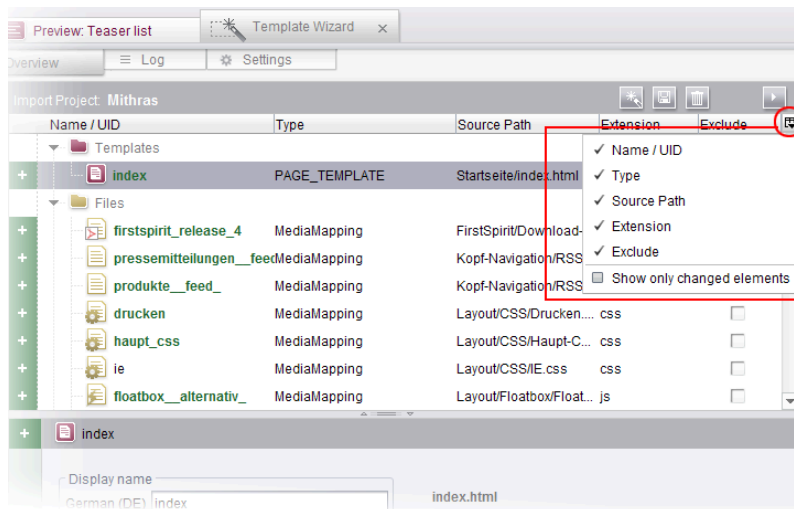 Preview: Teaser list
Template Wizard
Overview
Log
Settings
Import Project: Mithras
Name / UID Type Source Path Extension Exclude
Templates
index PAGE_TEMPLATE Startseite/index.html
Files
firstspirit_release_4 MediaMapping FirstSpirit/Download-
pressemitteilungen__feed MediaMapping Kopf-Navigation/RSS
produkte__feed_ MediaMapping Kopf-Navigation/RSS
drucken MediaMapping Layout/CSS/Drucken.... css
haupt_css MediaMapping Layout/CSS/Haupt-C... css
ie MediaMapping Layout/CSS/IE.css css
floatbox__alternativ_ MediaMapping Layout/Floatbox/Float... js
Name / UID
Type
Source Path
Extension
Exclude
Show only changed elements
index
Display name
German (DE) index
index.html